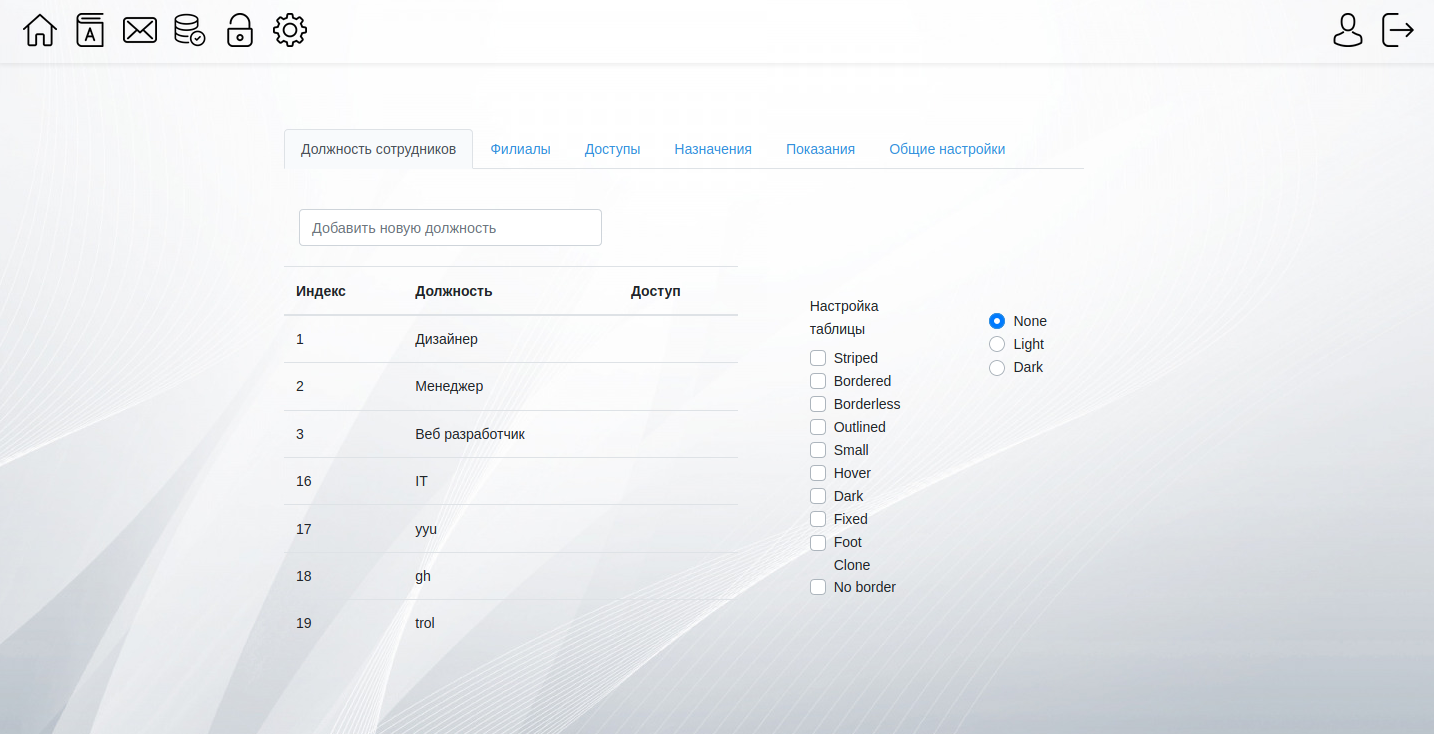 A
Должность сотрудников Филиалы Доступы Назначения Показания Общие настройки
Добавить новую должность
Индекс Должность Доступ
1 Дизайнер
2 Менеджер
3 Веб разработчик
16 IT
17 yyu
18 gh
19 trol
Настройка
таблицы
Striped
Bordered
Borderless
Outlined
Small
Hover
Dark
Fixed
Foot
Clone
No border
None
Light
Dark